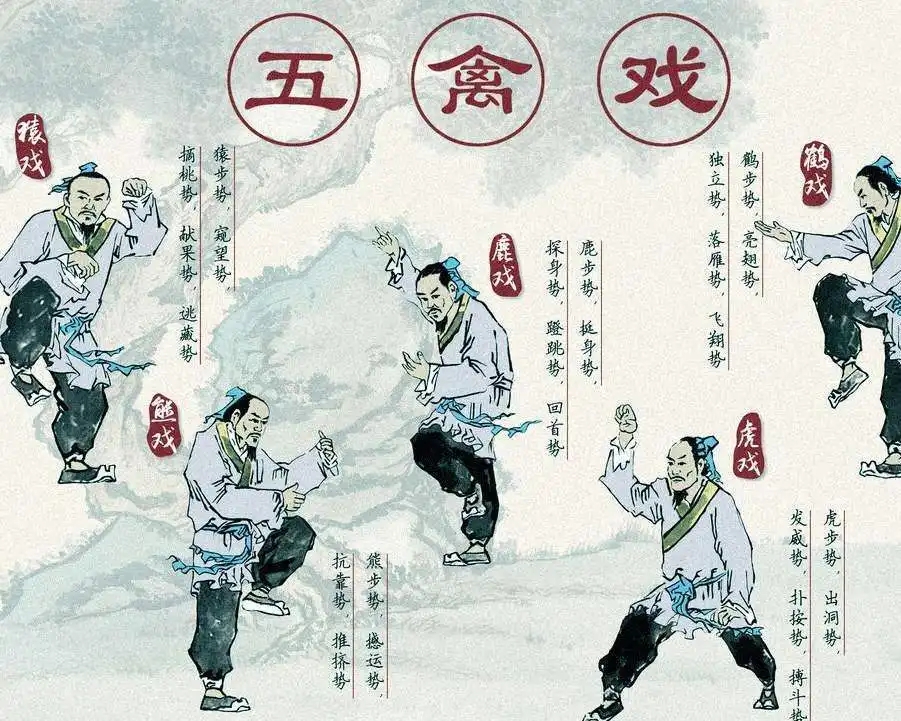 五禽戏
猿戏
猿步势，窥望势，
摘桃势，献果势，逃藏势
鹿戏
鹿步势，挺身势，
探身势，蹬跳势，回首势
鹤戏
鹤步势，亮翅势，
独立势，落雁势，飞翔势
熊戏
熊步势，撼运势，
抗靠势，推挤势
虎戏
虎步势，出洞势，
发威势，扑按势，搏斗势